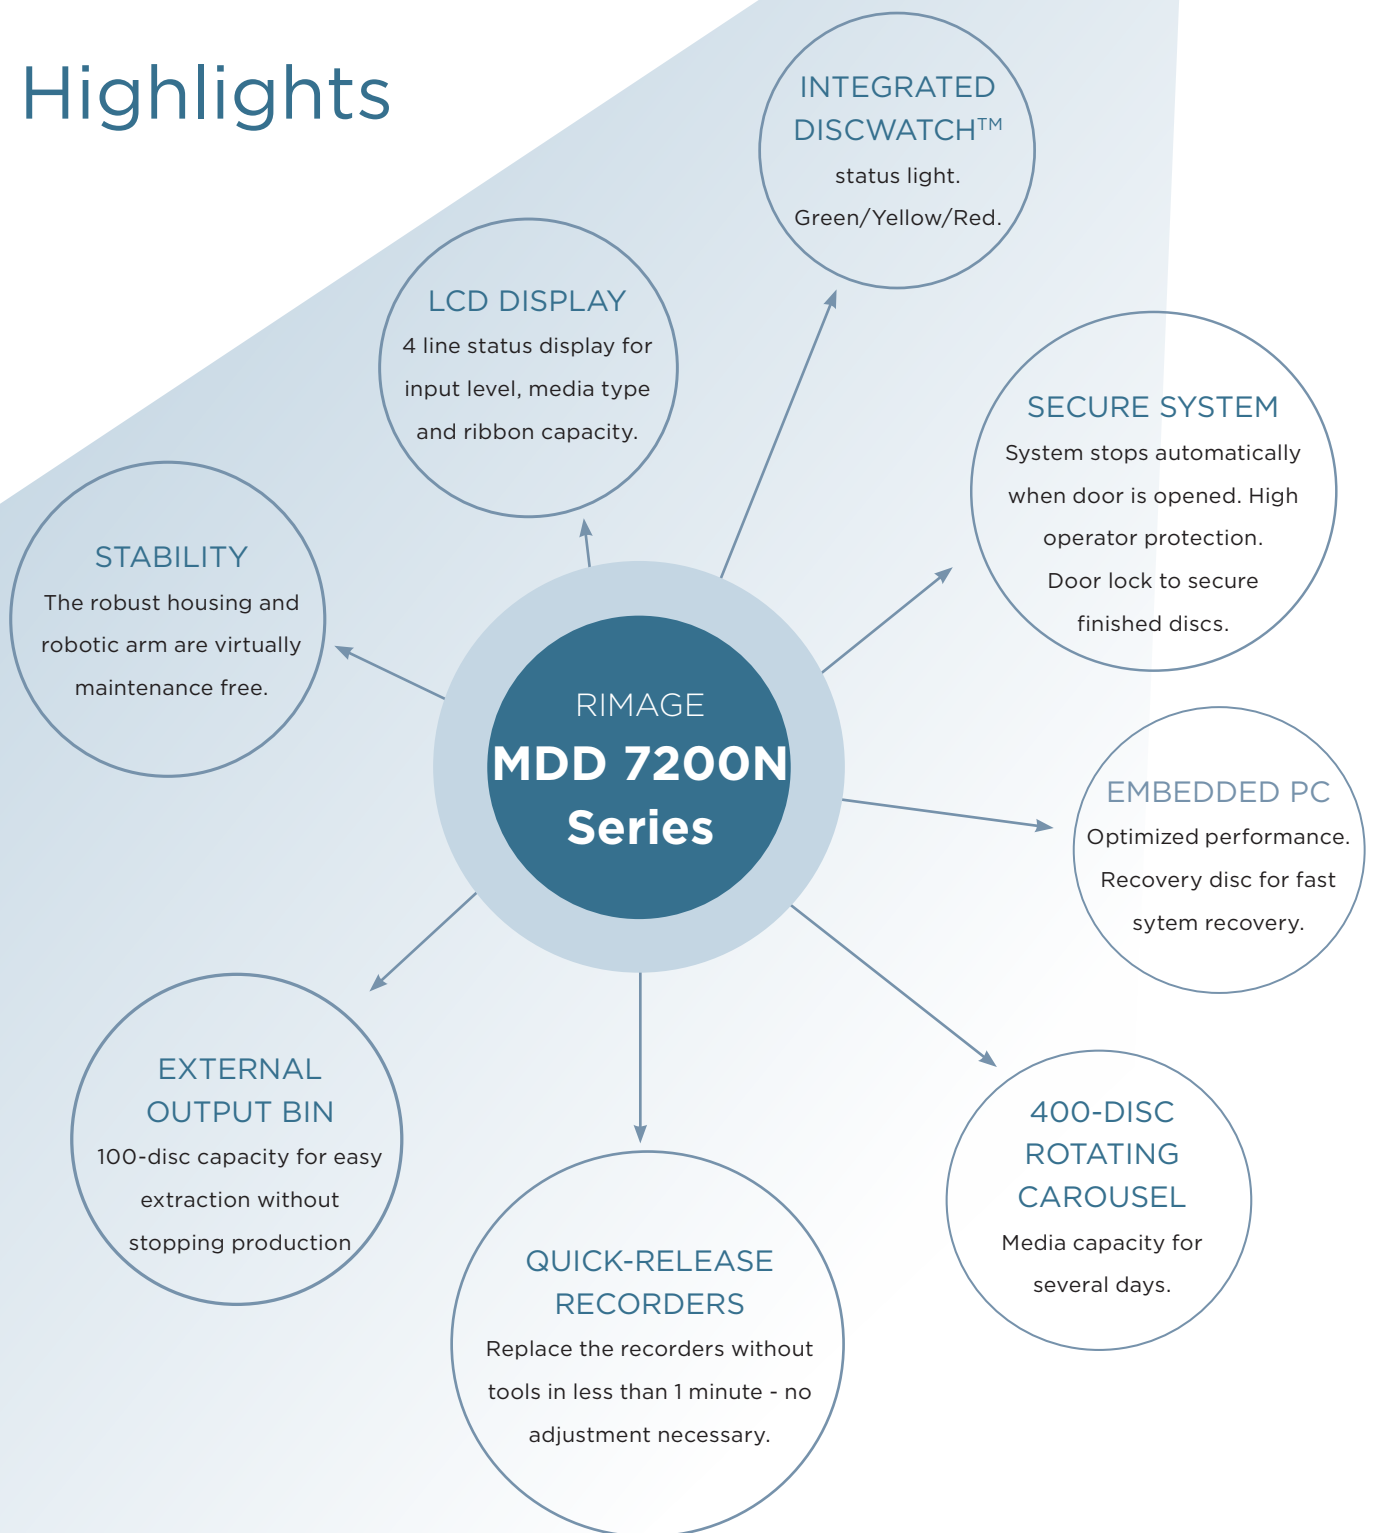 Highlights
INTEGRATED
DISCWATCH™
status light.
Green/Yellow/Red.
LCD DISPLAY
4 line status display for
input level, media type
and ribbon capacity.
SECURE SYSTEM
System stops automatically
when door is opened. High
operator protection.
Door lock to secure
finished discs.
STABILITY
The robust housing and
robotic arm are virtually
maintenance free.
RIMAGE
MDD 7200N
Series
EMBEDDED PC
Optimized performance.
Recovery disc for fast
sytem recovery.
EXTERNAL
OUTPUT BIN
100-disc capacity for easy
extraction without
stopping production
400-DISC
ROTATING
CAROUSEL
Media capacity for
several days.
QUICK-RELEASE
RECORDERS
Replace the recorders without
tools in less than 1 minute - no
adjustment necessary.